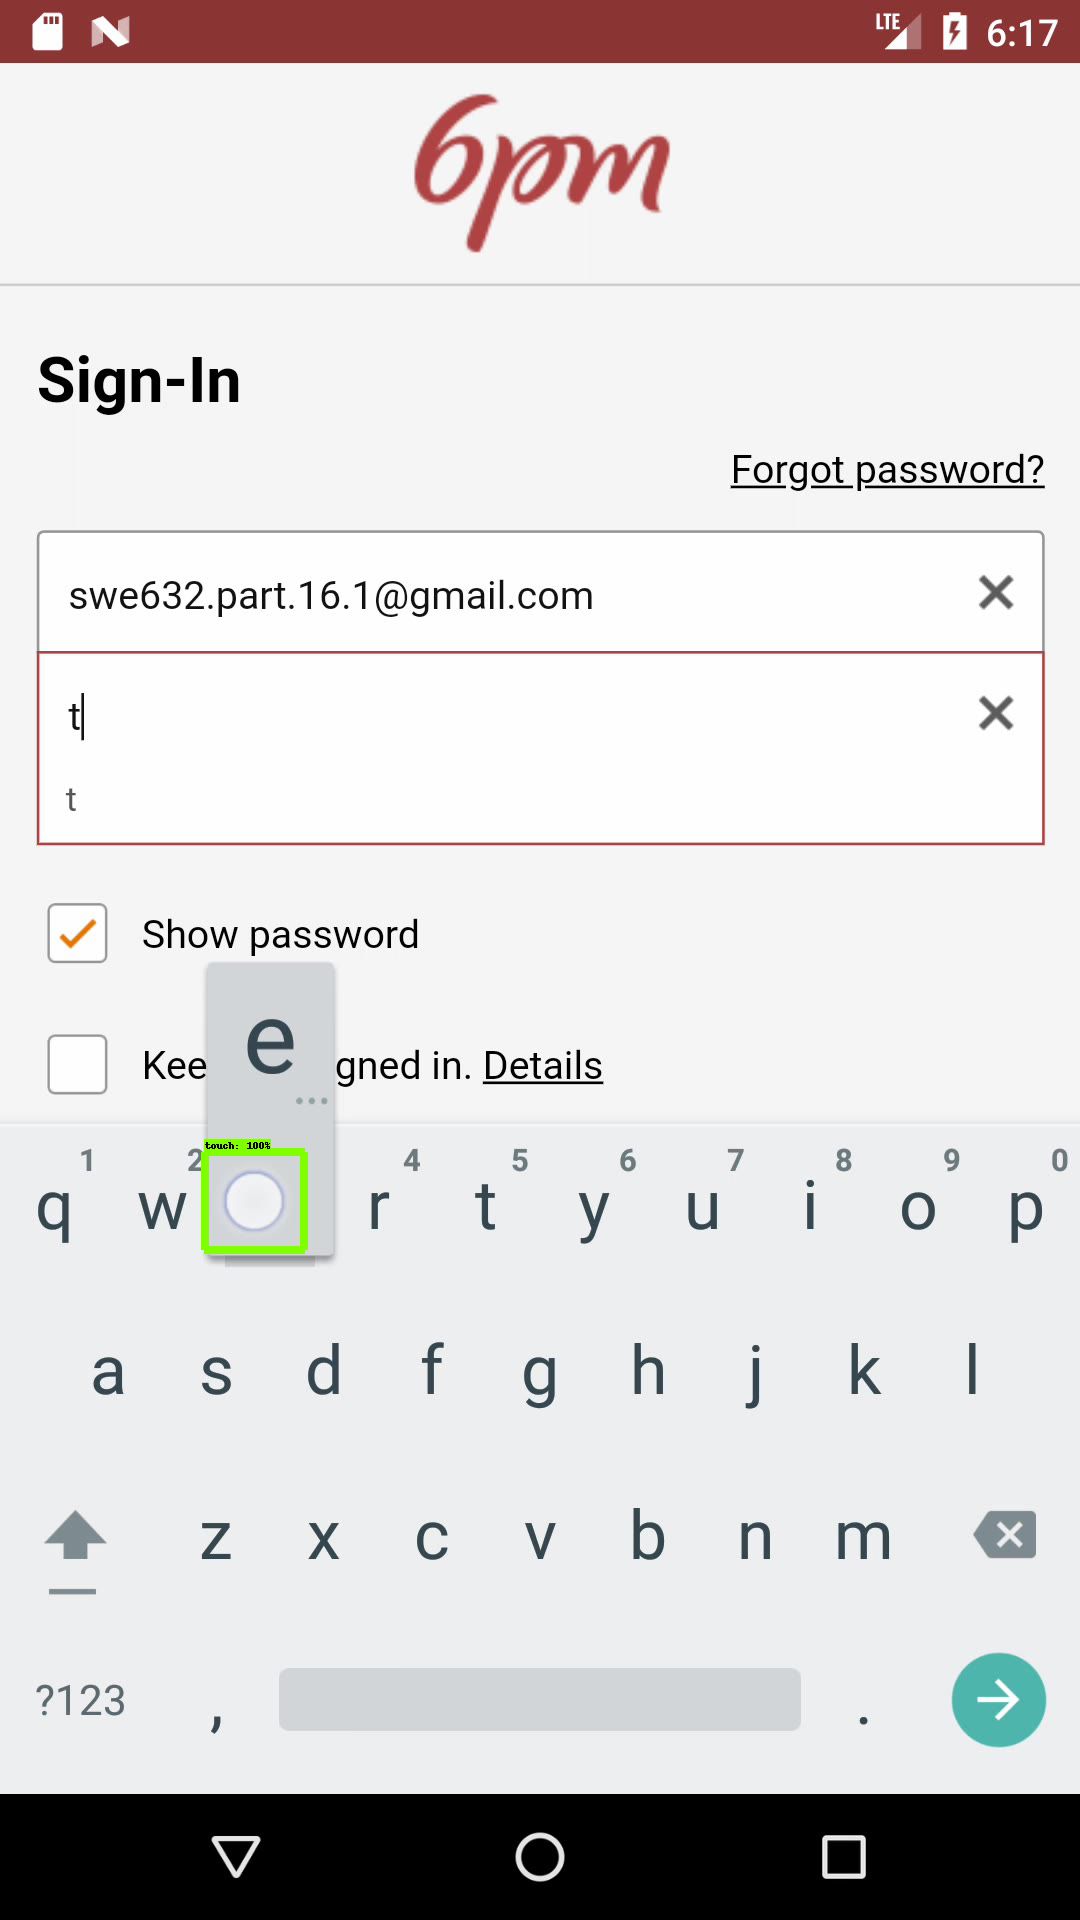 LTE 6:17
6pm
Sign-In
Forgot password?
swe632.part.16.1@gmail.com
t
t
Show password
e
Kee gned in. Details
touch: 100%
1 2 4 5 6 7 8 9 0
q w r t y u i o p
a s d f g h j k l
z x c v b n m
?123 , .